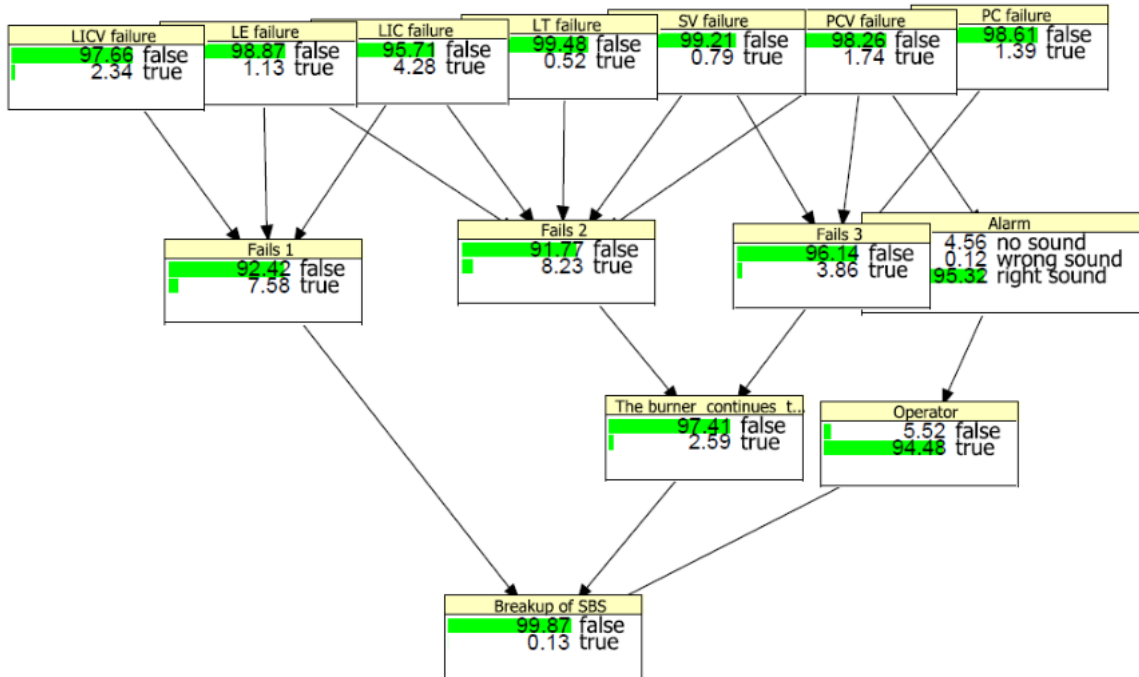 LICV failure
97.66 false
2.34 true
LE failure
98.87 false
1.13 true
LIC failure
95.71 false
4.28 true
LT failure
99.48 false
0.52 true
SV failure
99.21 false
0.79 true
PCV failure
98.26 false
1.74 true
PC failure
98.61 false
1.39 true
Fails 1
92.42 false
7.58 true
Fails 2
91.77 false
8.23 true
Fails 3
96.14 false
3.86 true
Alarm
4.56 no sound
0.12 wrong sound
95.32 right sound
The burner continues t...
97.41 false
2.59 true
Operator
5.52 false
94.48 true
Breakup of SBS
99.87 false
0.13 true